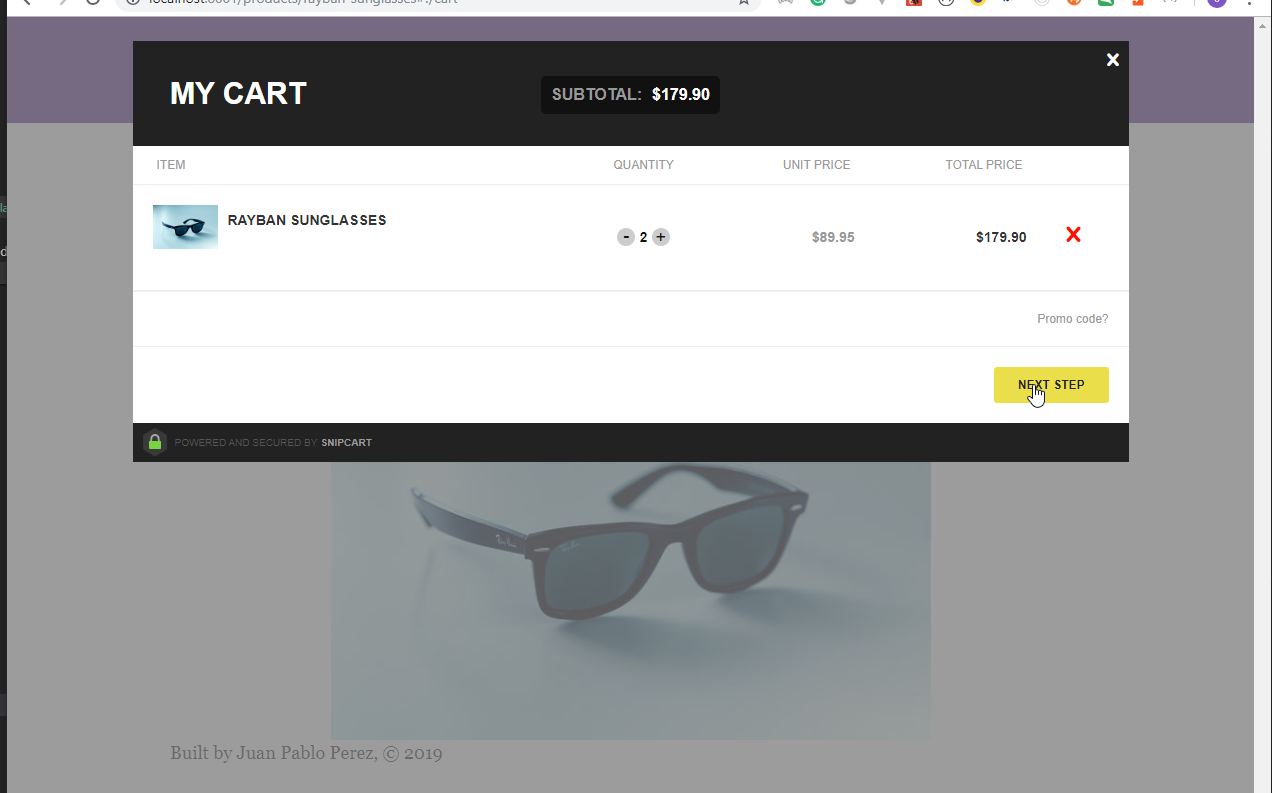 localhost:8001/products/rayban-sunglasses#!/cart
MY CART
SUBTOTAL: $179.90
ITEM QUANTITY UNIT PRICE TOTAL PRICE
RAYBAN SUNGLASSES
- 2 + $89.95 $179.90
Promo code?
NEXT STEP
POWERED AND SECURED BY SNIPCART
Ray-Ban
Built by Juan Pablo Perez, © 2019